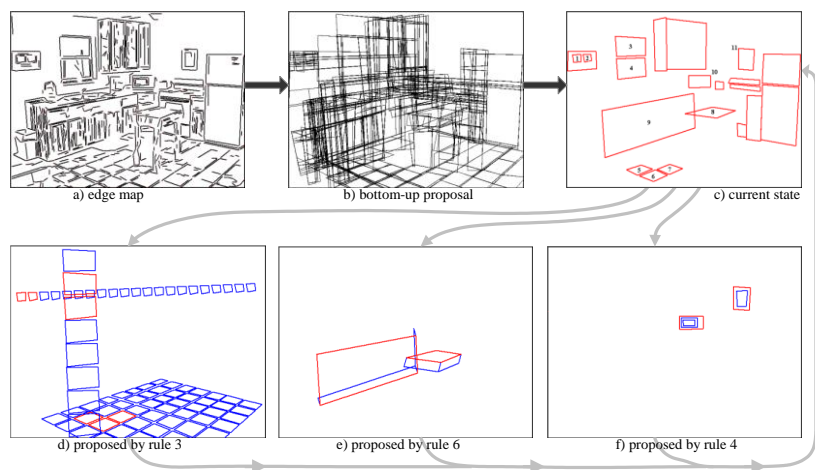 a) edge map
b) bottom-up proposal
c) current state
1 2
3
4
5
6
7
8
9
10
11
d) proposed by rule 3
e) proposed by rule 6
f) proposed by rule 4